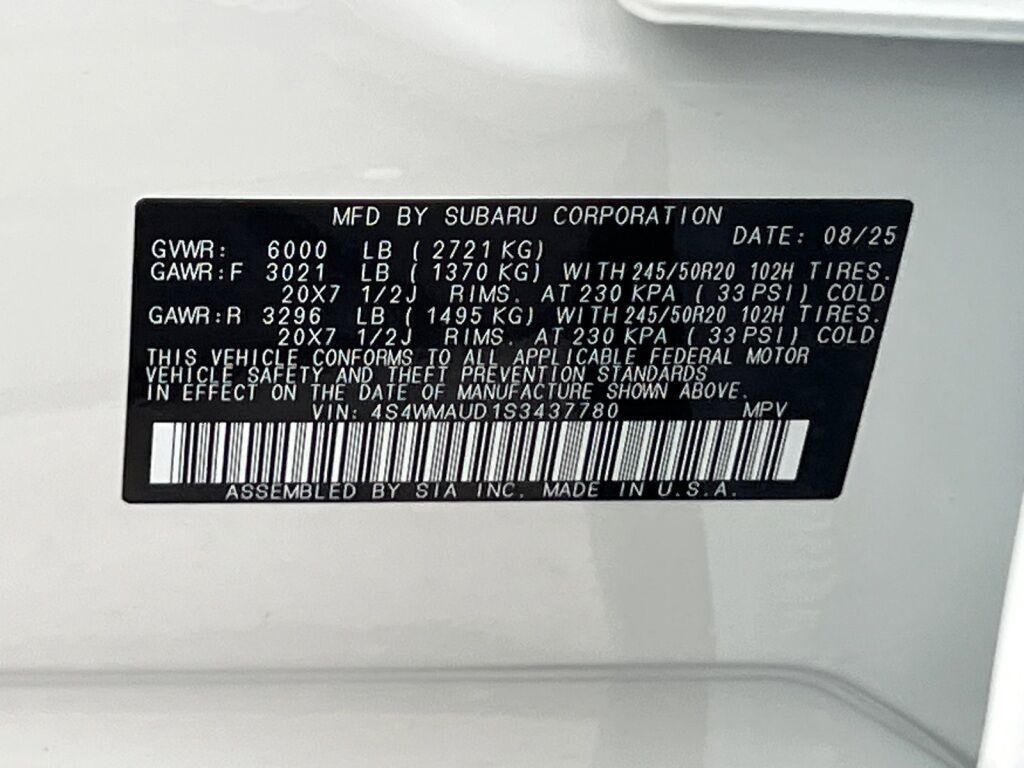 MFD BY SUBARU CORPORATION
DATE: 08/25
GVWR: 6000 LB ( 2721 KG)
GAWR:F 3021 LB ( 1370 KG) WITH 245/50R20 102H TIRES.
20X7 1/2J RIMS. AT 230 KPA ( 33 PSI) COLD
GAWR:R 3296 LB ( 1495 KG) WITH 245/50R20 102H TIRES.
20X7 1/2J RIMS. AT 230 KPA ( 33 PSI) COLD
THIS VEHICLE CONFORMS TO ALL APPLICABLE FEDERAL MOTOR
VEHICLE SAFETY AND THEFT PREVENTION STANDARDS
IN EFFECT ON THE DATE OF MANUFACTURE SHOWN ABOVE.
VIN: 4S4WMAUD1S3437780 MPV
ASSEMBLED BY SIA INC. MADE IN U.S.A.